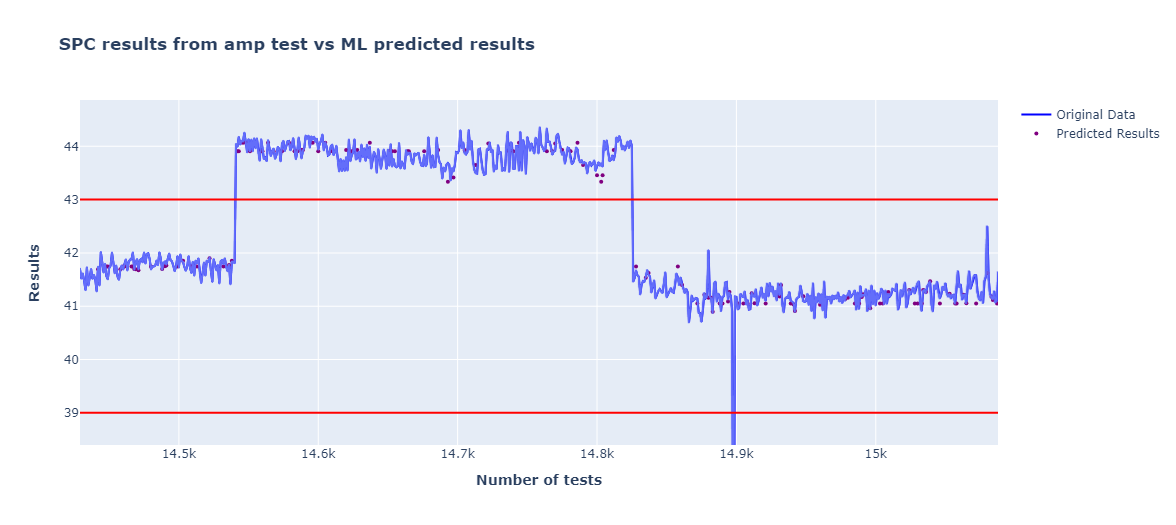 SPC results from amp test vs ML predicted results
Original Data
Predicted Results
44
43
42
41
40
39
Results
14.5k
14.6k
14.7k
14.8k
14.9k
15k
Number of tests